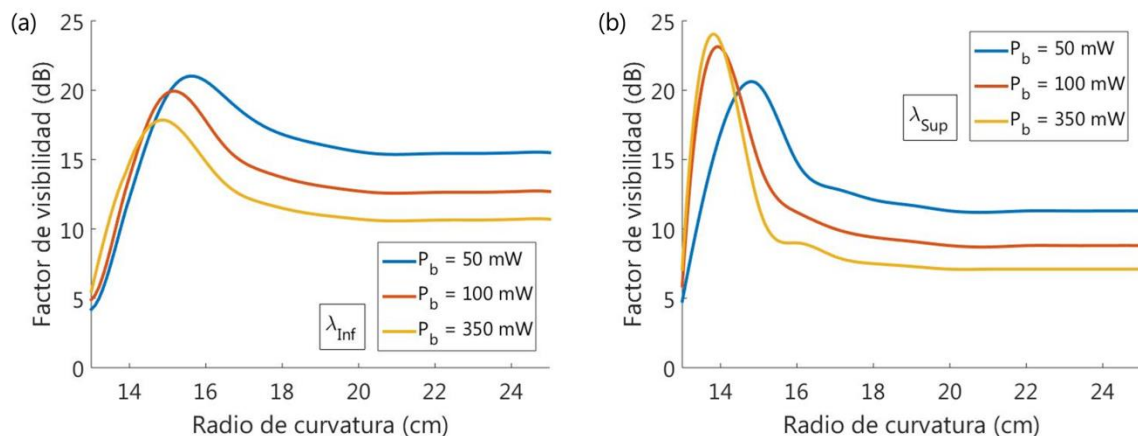 (a)
25
20
15
10
5
0
Factor de visibilidad (dB)
P_b = 50 mW
P_b = 100 mW
P_b = 350 mW
λ_Inf
14 16 18 20 22 24
Radio de curvatura (cm)
(b)
25
20
15
10
5
0
Factor de visibilidad (dB)
P_b = 50 mW
P_b = 100 mW
P_b = 350 mW
λ_Sup
14 16 18 20 22 24
Radio de curvatura (cm)